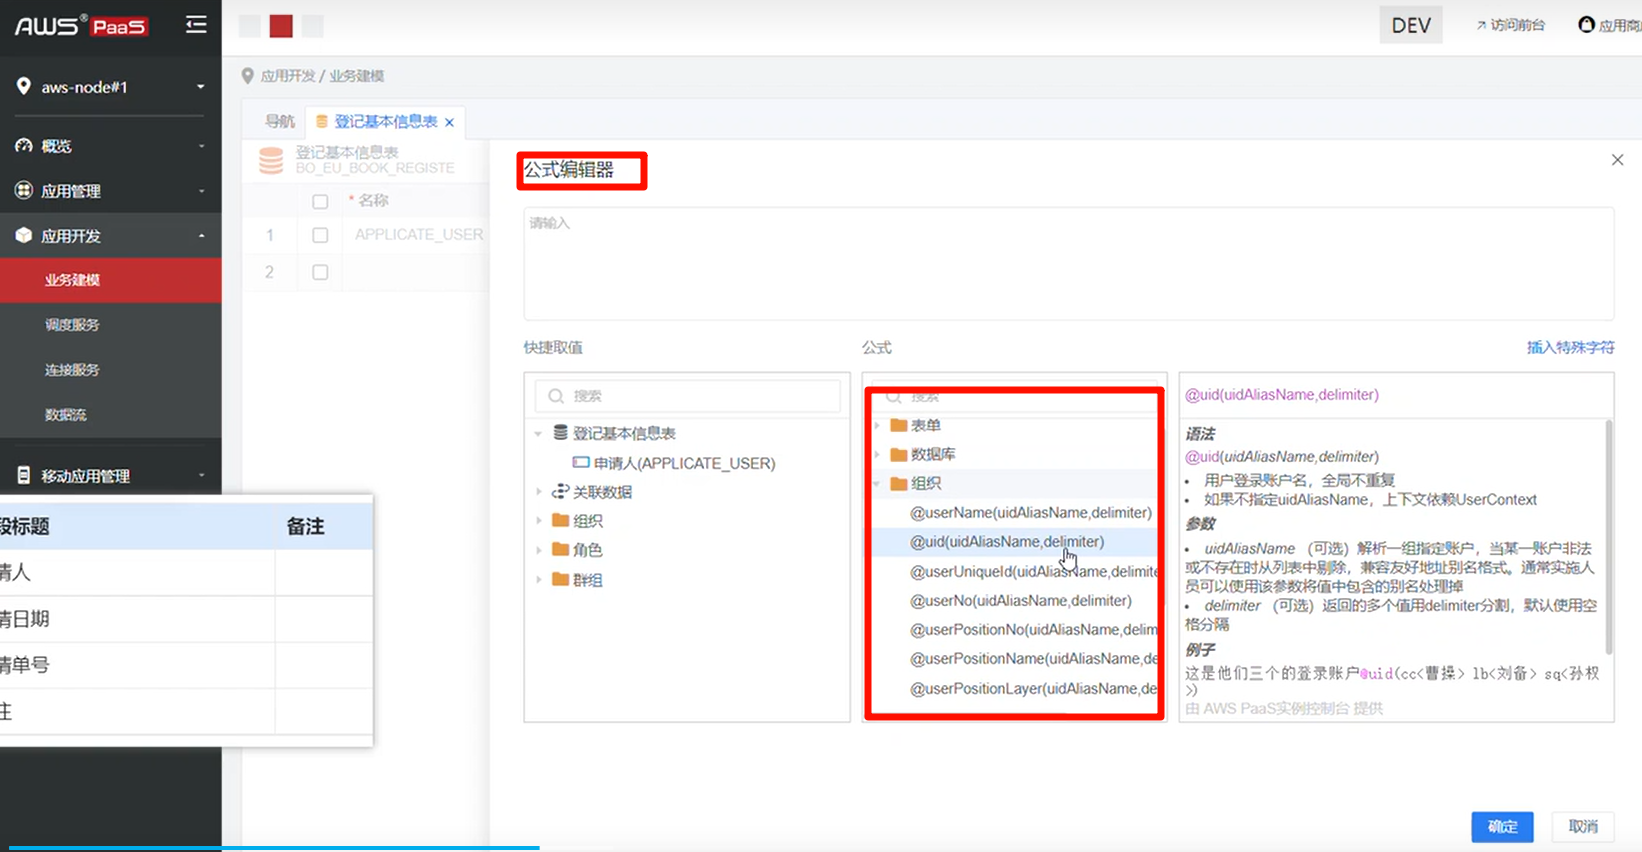 AWS® PaaS
DEV
访问前台
应用商
aws-node#1
概览
应用管理
应用开发
业务建模
调度服务
连接服务
数据流
移动应用管理
段标题 备注
请人
请日期
请单号
注
应用开发 / 业务建模
导航
登记基本信息表 ×
登记基本信息表
BO_EU_BOOK_REGISTE
* 名称
1 APPLICATE_USER
2
公式编辑器
请输入
快捷取值
公式
插入特殊字符
搜索
登记基本信息表
申请人(APPLICATE_USER)
关联数据
组织
角色
群组
搜索
表单
数据库
组织
@userName(uidAliasName,delimiter)
@uid(uidAliasName,delimiter)
@userUniqueId(uidAliasName,delimite
@userNo(uidAliasName,delimiter)
@userPositionNo(uidAliasName,delim
@userPositionName(uidAliasName,de
@userPositionLayer(uidAliasName,de
@uid(uidAliasName,delimiter)
语法
@uid(uidAliasName,delimiter)
• 用户登录账户名，全局不重复
• 如果不指定uidAliasName，上下文依赖UserContext
参数
• uidAliasName （可选）解析一组指定账户，当某一账户非法
或不存在时从列表中剔除，兼容友好地址别名格式。通常实施人
员可以使用该参数将值中包含的别名处理掉
• delimiter （可选）返回的多个值用delimiter分割，默认使用空
格分隔
例子
这是他们三个的登录账户@uid(cc<曹操> lb<刘备> sq<孙权
>)
由 AWS PaaS实例控制台 提供
确定
取消